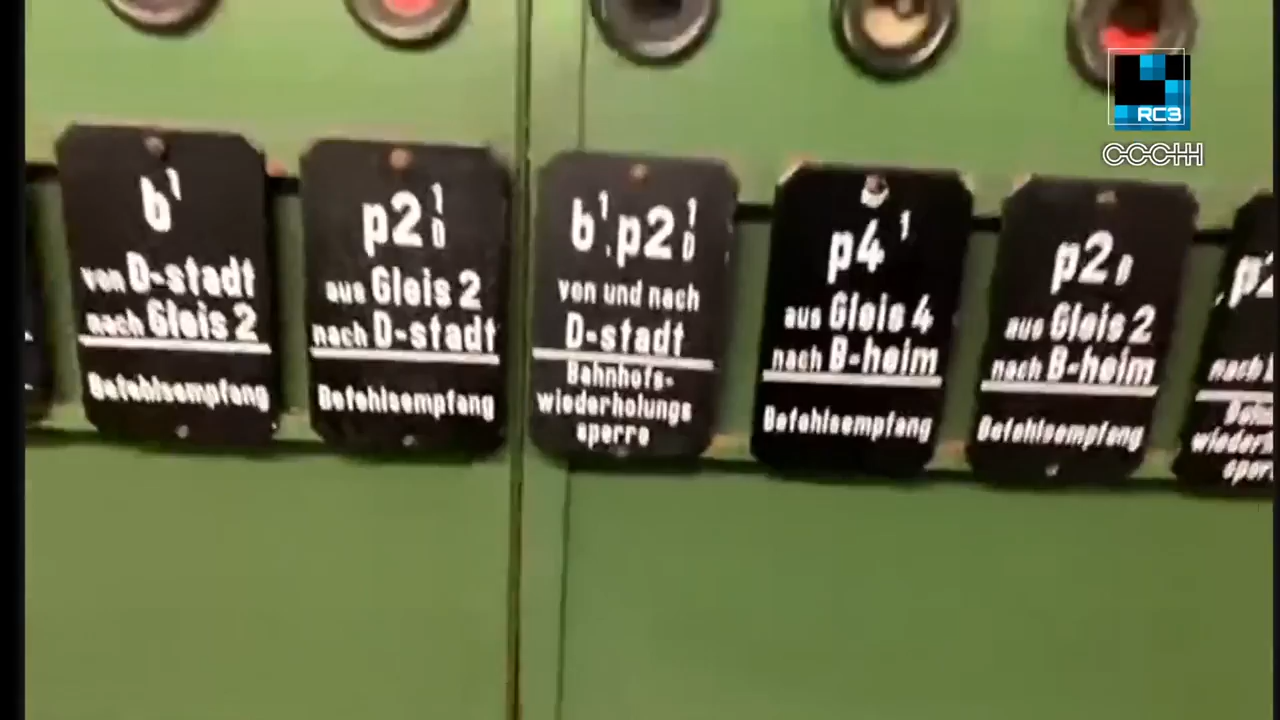 RC3
CCCHH
b¹
von D-stadt
nach Gleis 2
Befehlsempfang
p2 ¹ D
aus Gleis 2
nach D-stadt
Befehlsempfang
b¹.p2 ¹ D
von und nach
D-stadt
Bahnhofs-
wiederholungs
sperre
p4 ¹
aus Gleis 4
nach B-heim
Befehlsempfang
p2 B
aus Gleis 2
nach B-heim
Befehlsempfang